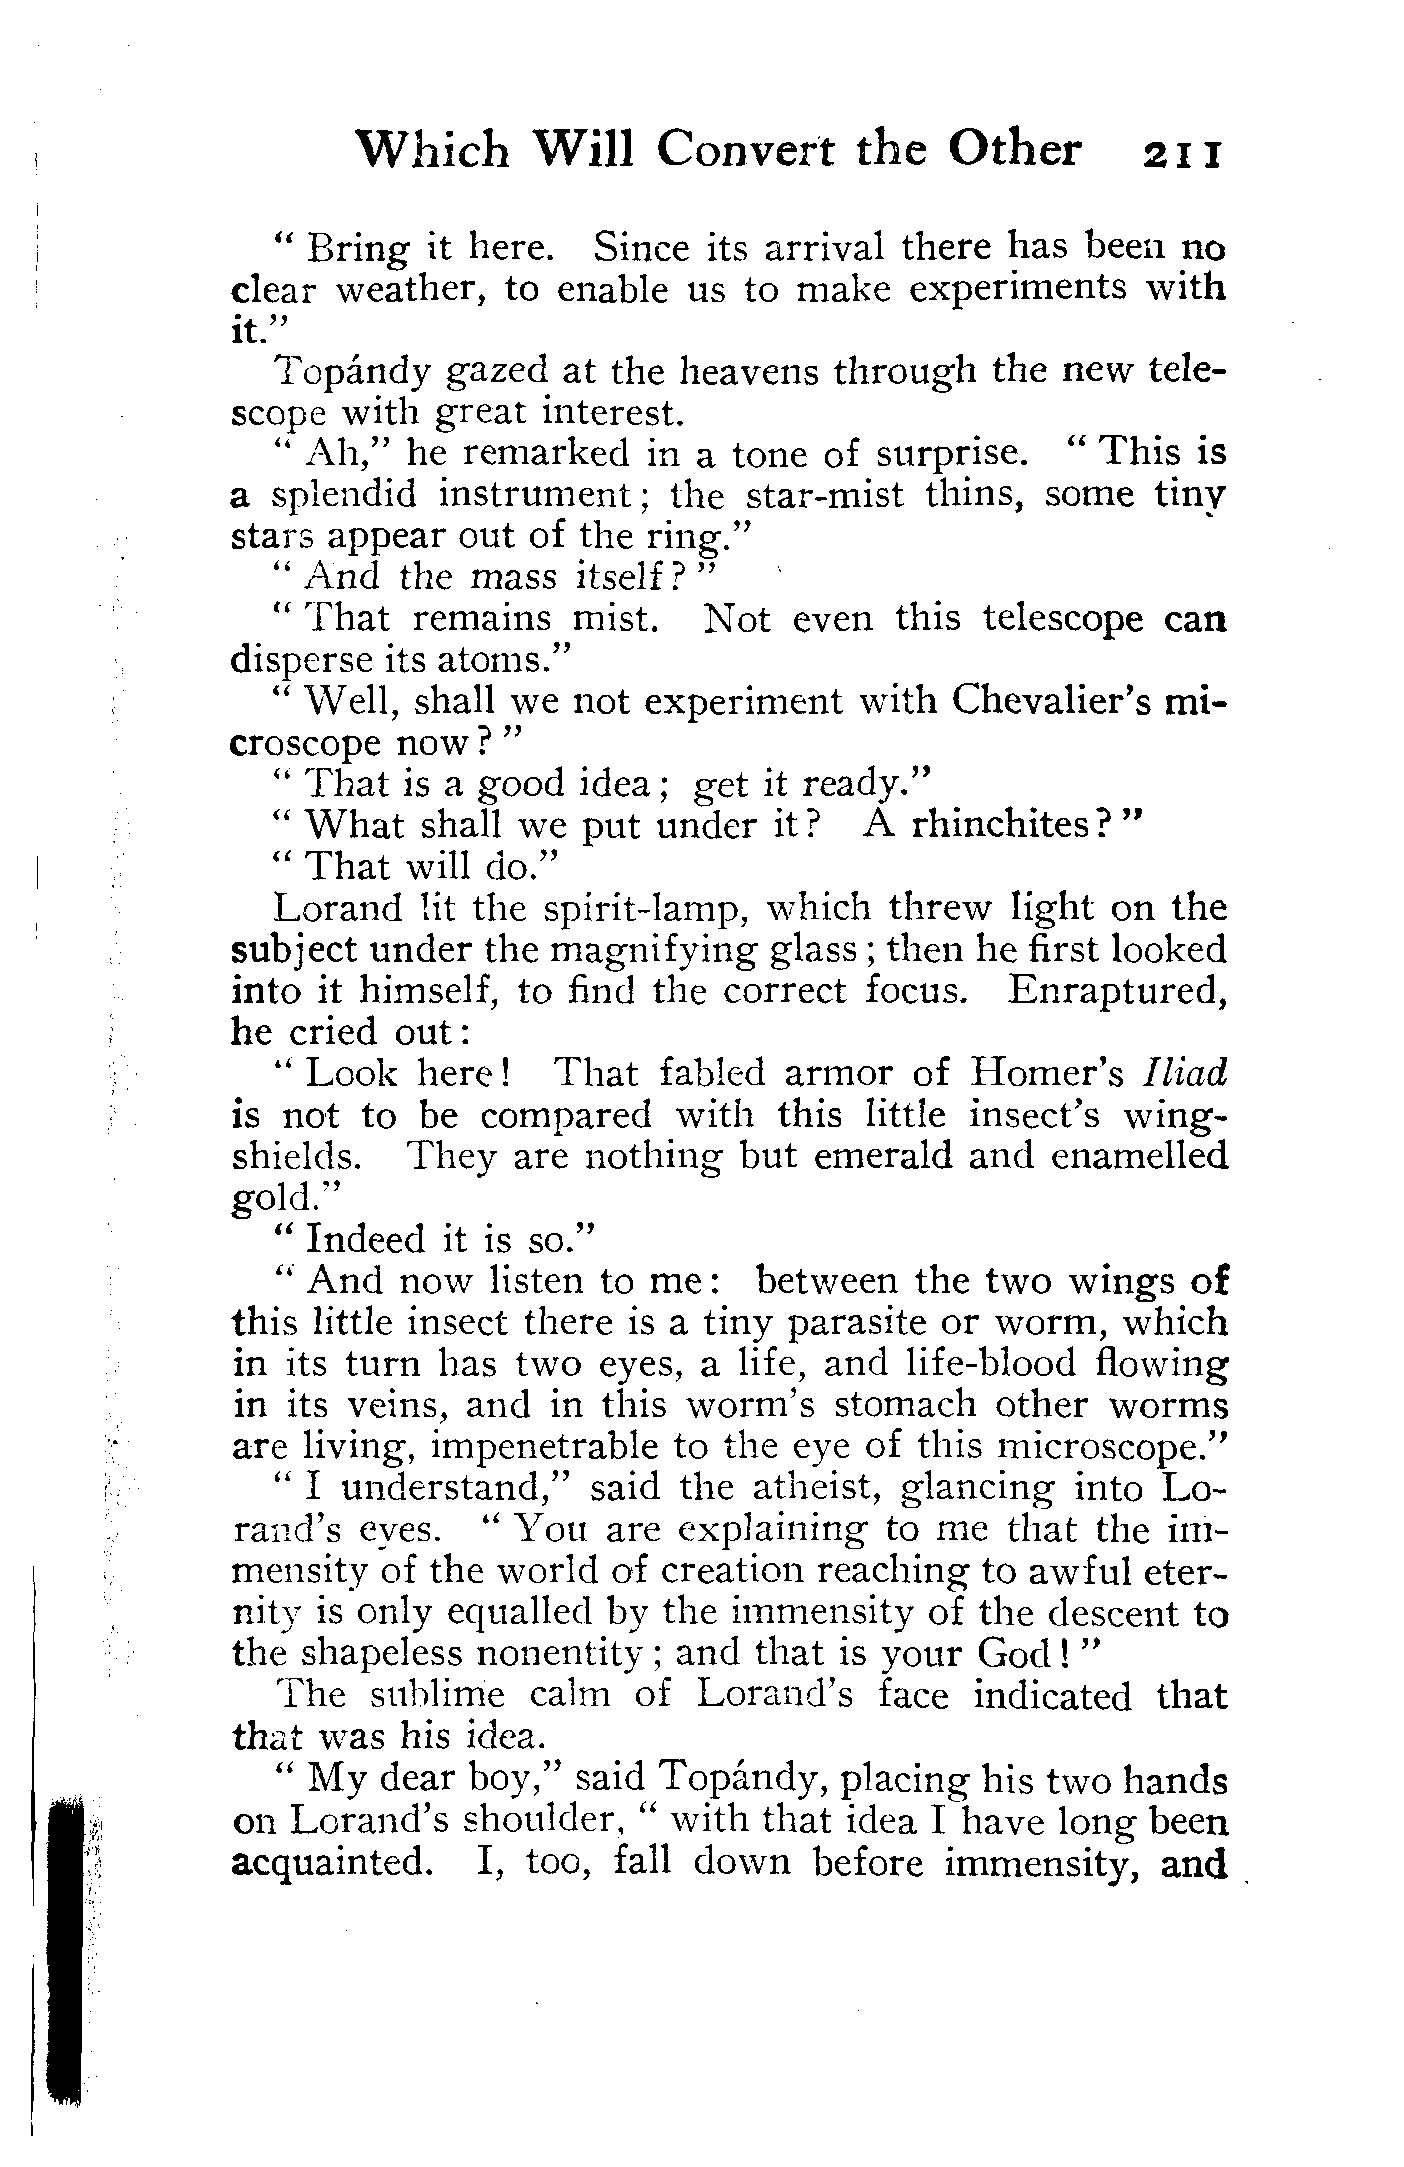 Which Will Convert the Other 211
" Bring it here. Since its arrival there has been no
clear weather, to enable us to make experiments with
it."
Topándy gazed at the heavens through the new tele-
scope with great interest.
" Ah," he remarked in a tone of surprise. " This is
a splendid instrument; the star-mist thins, some tiny
stars appear out of the ring."
" And the mass itself? "
" That remains mist. Not even this telescope can
disperse its atoms."
" Well, shall we not experiment with Chevalier's mi-
croscope now? "
" That is a good idea; get it ready."
" What shall we put under it? A rhinchites? "
" That will do."
Lorand lit the spirit-lamp, which threw light on the
subject under the magnifying glass; then he first looked
into it himself, to find the correct focus. Enraptured,
he cried out:
" Look here! That fabled armor of Homer's Iliad
is not to be compared with this little insect's wing-
shields. They are nothing but emerald and enamelled
gold."
" Indeed it is so."
" And now listen to me: between the two wings of
this little insect there is a tiny parasite or worm, which
in its turn has two eyes, a life, and life-blood flowing
in its veins, and in this worm's stomach other worms
are living, impenetrable to the eye of this microscope."
" I understand," said the atheist, glancing into Lo-
rand's eyes. " You are explaining to me that the im-
mensity of the world of creation reaching to awful eter-
nity is only equalled by the immensity of the descent to
the shapeless nonentity; and that is your God! "
The sublime calm of Lorand's face indicated that
that was his idea.
" My dear boy," said Topándy, placing his two hands
on Lorand's shoulder, " with that idea I have long been
acquainted. I, too, fall down before immensity, and